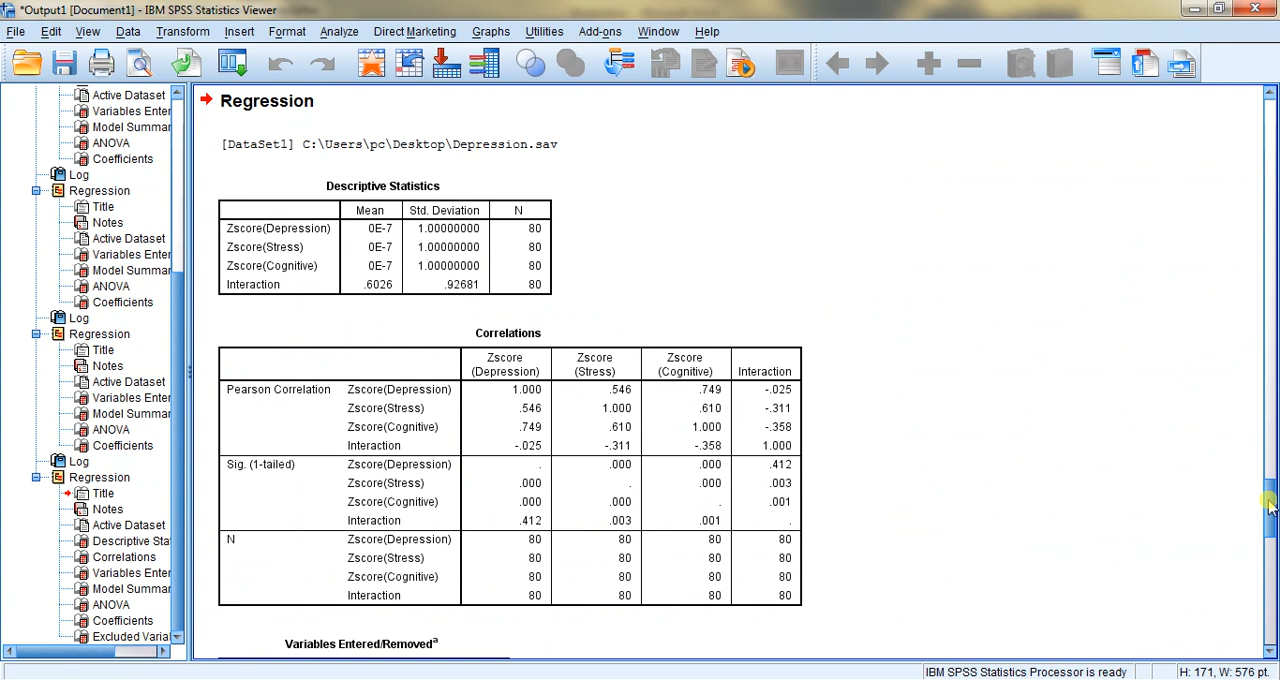 *Output1 [Document1] - IBM SPSS Statistics Viewer
File Edit View Data Transform Insert Format Analyze Direct Marketing Graphs Utilities Add-ons Window Help
Active Dataset
Variables Enter
Model Summar
ANOVA
Coefficients
Log
Regression
Title
Notes
Active Dataset
Variables Enter
Model Summar
ANOVA
Coefficients
Log
Regression
Title
Notes
Active Dataset
Variables Enter
Model Summar
ANOVA
Coefficients
Log
Regression
Title
Notes
Active Dataset
Descriptive Stat
Correlations
Variables Enter
Model Summar
ANOVA
Coefficients
Excluded Varia
Regression
[DataSet1] C:\Users\pc\Desktop\Depression.sav
Descriptive Statistics
Mean Std. Deviation N
Zscore(Depression) 0E-7 1.00000000 80
Zscore(Stress) 0E-7 1.00000000 80
Zscore(Cognitive) 0E-7 1.00000000 80
Interaction .6026 .92681 80
Correlations
Zscore Zscore Zscore
(Depression) (Stress) (Cognitive) Interaction
Pearson Correlation Zscore(Depression) 1.000 .546 .749 -.025
Zscore(Stress) .546 1.000 .610 -.311
Zscore(Cognitive) .749 .610 1.000 -.358
Interaction -.025 -.311 -.358 1.000
Sig. (1-tailed) Zscore(Depression) . .000 .000 .412
Zscore(Stress) .000 . .000 .003
Zscore(Cognitive) .000 .000 . .001
Interaction .412 .003 .001 .
N Zscore(Depression) 80 80 80 80
Zscore(Stress) 80 80 80 80
Zscore(Cognitive) 80 80 80 80
Interaction 80 80 80 80
Variables Entered/Removedª
IBM SPSS Statistics Processor is ready H: 171, W: 576 pt.